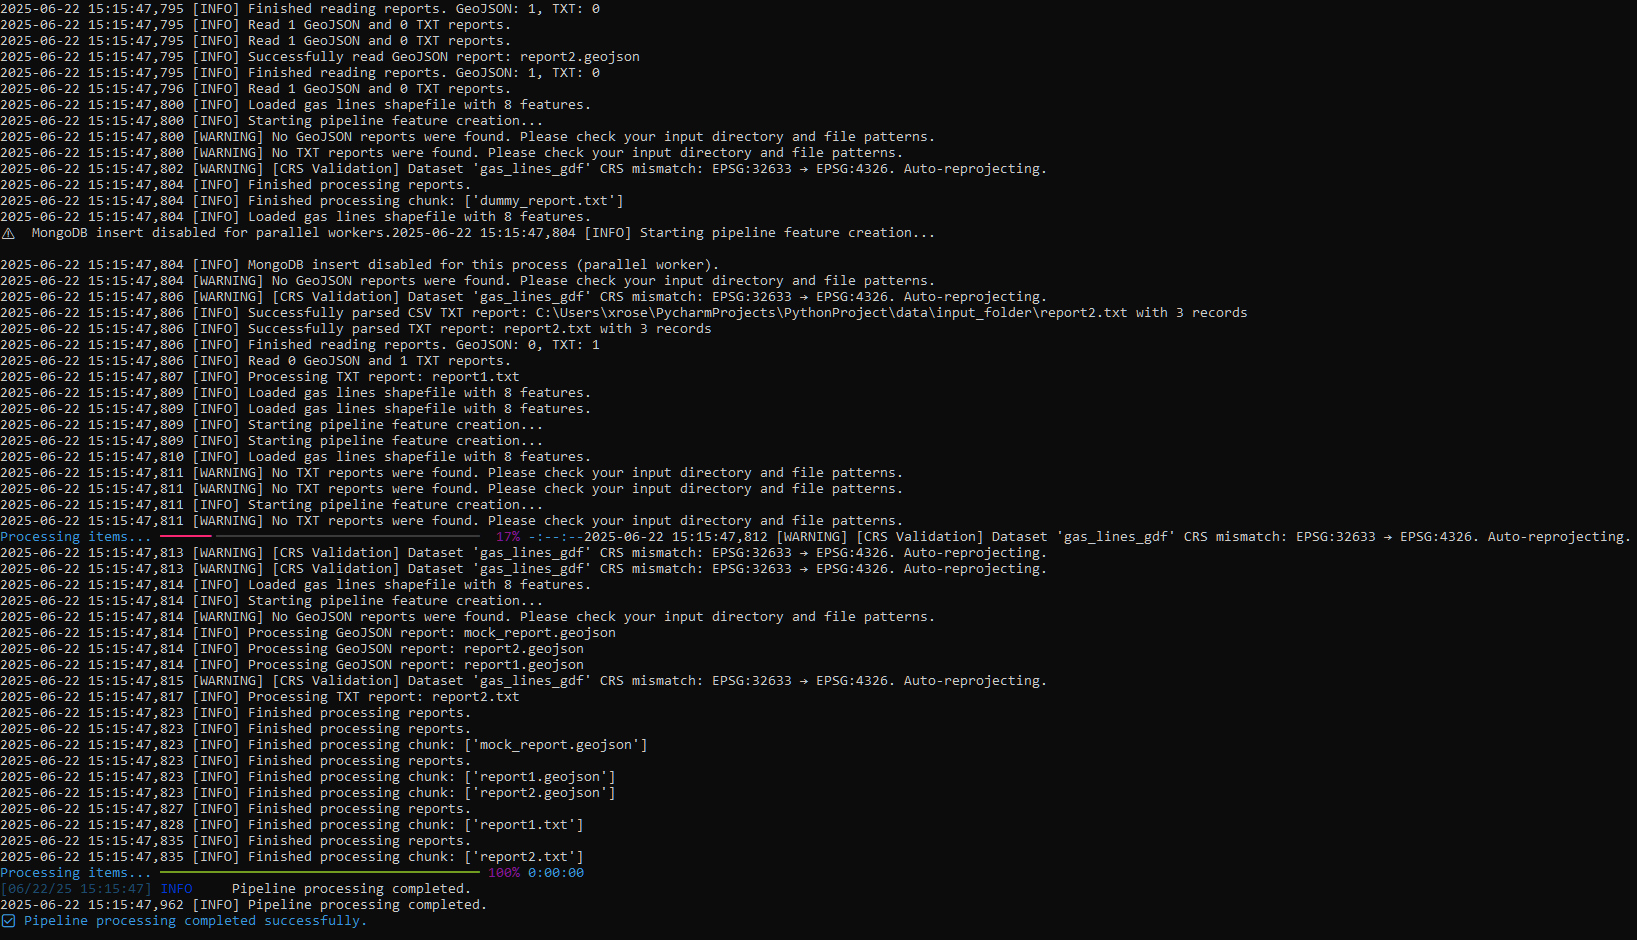 2025-06-22 15:15:47,795 [INFO] Finished reading reports. GeoJSON: 1, TXT: 0
2025-06-22 15:15:47,795 [INFO] Read 1 GeoJSON and 0 TXT reports.
2025-06-22 15:15:47,795 [INFO] Read 1 GeoJSON and 0 TXT reports.
2025-06-22 15:15:47,795 [INFO] Successfully read GeoJSON report: report2.geojson
2025-06-22 15:15:47,795 [INFO] Finished reading reports. GeoJSON: 1, TXT: 0
2025-06-22 15:15:47,796 [INFO] Read 1 GeoJSON and 0 TXT reports.
2025-06-22 15:15:47,800 [INFO] Loaded gas lines shapefile with 8 features.
2025-06-22 15:15:47,800 [INFO] Starting pipeline feature creation...
2025-06-22 15:15:47,800 [WARNING] No GeoJSON reports were found. Please check your input directory and file patterns.
2025-06-22 15:15:47,800 [WARNING] No TXT reports were found. Please check your input directory and file patterns.
2025-06-22 15:15:47,802 [WARNING] [CRS Validation] Dataset 'gas_lines_gdf' CRS mismatch: EPSG:32633 → EPSG:4326. Auto-reprojecting.
2025-06-22 15:15:47,804 [INFO] Finished processing reports.
2025-06-22 15:15:47,804 [INFO] Finished processing chunk: ['dummy_report.txt']
2025-06-22 15:15:47,804 [INFO] Loaded gas lines shapefile with 8 features.
⚠ MongoDB insert disabled for parallel workers.2025-06-22 15:15:47,804 [INFO] Starting pipeline feature creation...
2025-06-22 15:15:47,804 [INFO] MongoDB insert disabled for this process (parallel worker).
2025-06-22 15:15:47,804 [WARNING] No GeoJSON reports were found. Please check your input directory and file patterns.
2025-06-22 15:15:47,806 [WARNING] [CRS Validation] Dataset 'gas_lines_gdf' CRS mismatch: EPSG:32633 → EPSG:4326. Auto-reprojecting.
2025-06-22 15:15:47,806 [INFO] Successfully parsed CSV TXT report: C:\Users\xrose\PycharmProjects\PythonProject\data\input_folder\report2.txt with 3 records
2025-06-22 15:15:47,806 [INFO] Successfully parsed TXT report: report2.txt with 3 records
2025-06-22 15:15:47,806 [INFO] Finished reading reports. GeoJSON: 0, TXT: 1
2025-06-22 15:15:47,806 [INFO] Read 0 GeoJSON and 1 TXT reports.
2025-06-22 15:15:47,807 [INFO] Processing TXT report: report1.txt
2025-06-22 15:15:47,809 [INFO] Loaded gas lines shapefile with 8 features.
2025-06-22 15:15:47,809 [INFO] Loaded gas lines shapefile with 8 features.
2025-06-22 15:15:47,809 [INFO] Starting pipeline feature creation...
2025-06-22 15:15:47,809 [INFO] Starting pipeline feature creation...
2025-06-22 15:15:47,810 [INFO] Loaded gas lines shapefile with 8 features.
2025-06-22 15:15:47,811 [WARNING] No TXT reports were found. Please check your input directory and file patterns.
2025-06-22 15:15:47,811 [WARNING] No TXT reports were found. Please check your input directory and file patterns.
2025-06-22 15:15:47,811 [INFO] Starting pipeline feature creation...
2025-06-22 15:15:47,811 [WARNING] No TXT reports were found. Please check your input directory and file patterns.
Processing items... 17% -:--:--2025-06-22 15:15:47,812 [WARNING] [CRS Validation] Dataset 'gas_lines_gdf' CRS mismatch: EPSG:32633 → EPSG:4326. Auto-reprojecting.
2025-06-22 15:15:47,813 [WARNING] [CRS Validation] Dataset 'gas_lines_gdf' CRS mismatch: EPSG:32633 → EPSG:4326. Auto-reprojecting.
2025-06-22 15:15:47,813 [WARNING] [CRS Validation] Dataset 'gas_lines_gdf' CRS mismatch: EPSG:32633 → EPSG:4326. Auto-reprojecting.
2025-06-22 15:15:47,814 [INFO] Loaded gas lines shapefile with 8 features.
2025-06-22 15:15:47,814 [INFO] Starting pipeline feature creation...
2025-06-22 15:15:47,814 [WARNING] No GeoJSON reports were found. Please check your input directory and file patterns.
2025-06-22 15:15:47,814 [INFO] Processing GeoJSON report: mock_report.geojson
2025-06-22 15:15:47,814 [INFO] Processing GeoJSON report: report2.geojson
2025-06-22 15:15:47,814 [INFO] Processing GeoJSON report: report1.geojson
2025-06-22 15:15:47,815 [WARNING] [CRS Validation] Dataset 'gas_lines_gdf' CRS mismatch: EPSG:32633 → EPSG:4326. Auto-reprojecting.
2025-06-22 15:15:47,817 [INFO] Processing TXT report: report2.txt
2025-06-22 15:15:47,823 [INFO] Finished processing reports.
2025-06-22 15:15:47,823 [INFO] Finished processing reports.
2025-06-22 15:15:47,823 [INFO] Finished processing chunk: ['mock_report.geojson']
2025-06-22 15:15:47,823 [INFO] Finished processing reports.
2025-06-22 15:15:47,823 [INFO] Finished processing chunk: ['report1.geojson']
2025-06-22 15:15:47,823 [INFO] Finished processing chunk: ['report2.geojson']
2025-06-22 15:15:47,827 [INFO] Finished processing reports.
2025-06-22 15:15:47,828 [INFO] Finished processing chunk: ['report1.txt']
2025-06-22 15:15:47,835 [INFO] Finished processing reports.
2025-06-22 15:15:47,835 [INFO] Finished processing chunk: ['report2.txt']
Processing items... 100% 0:00:00
[06/22/25 15:15:47] INFO Pipeline processing completed.
2025-06-22 15:15:47,962 [INFO] Pipeline processing completed.
☑ Pipeline processing completed successfully.